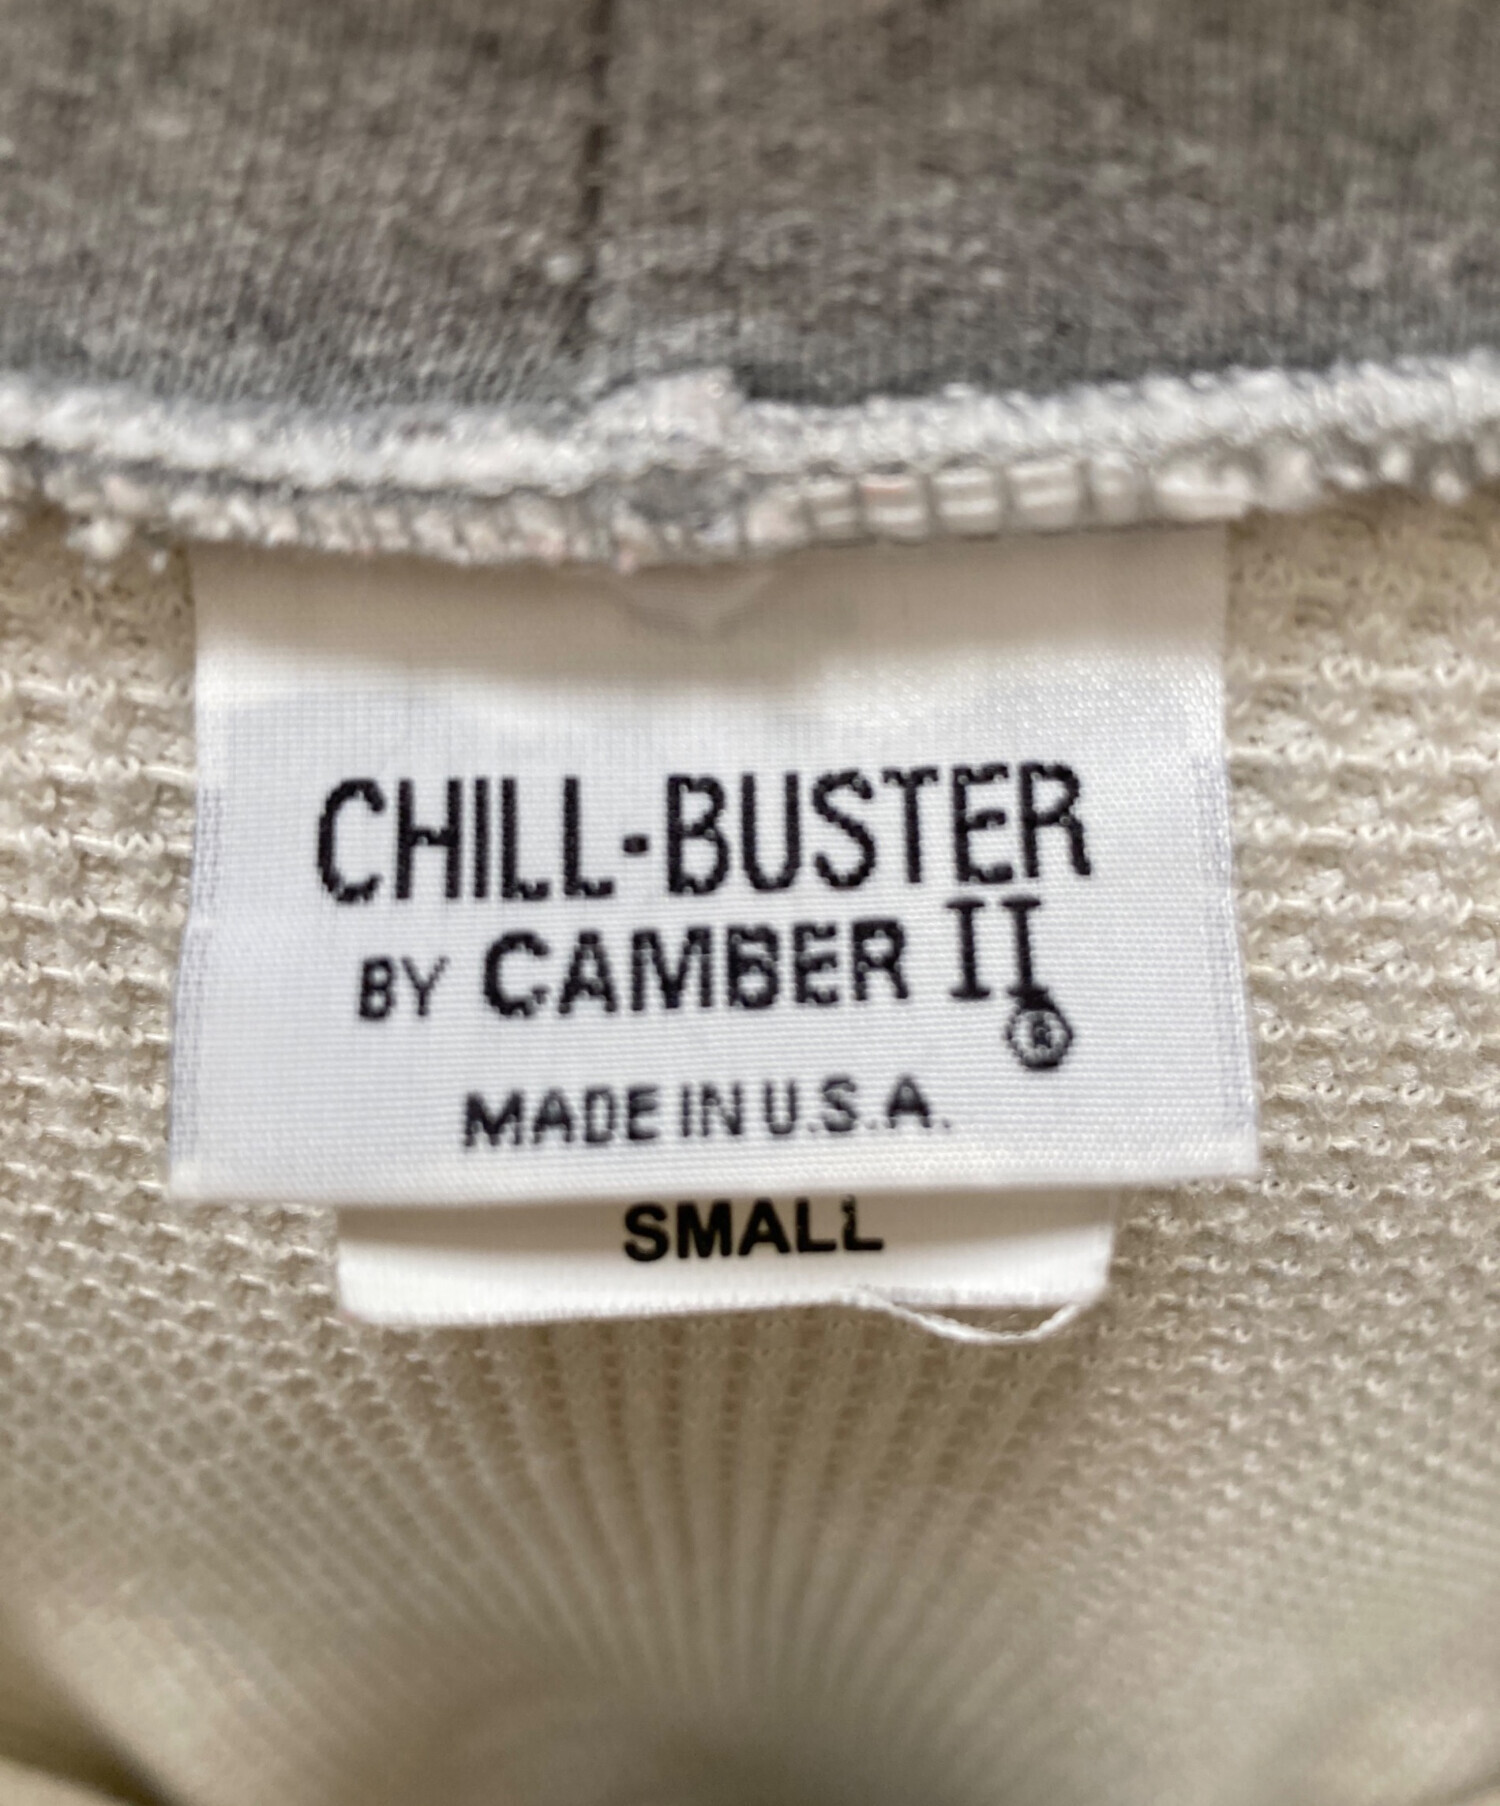 CHILL-BUSTER
BY CAMBER II
®
MADE IN U.S.A.
SMALL